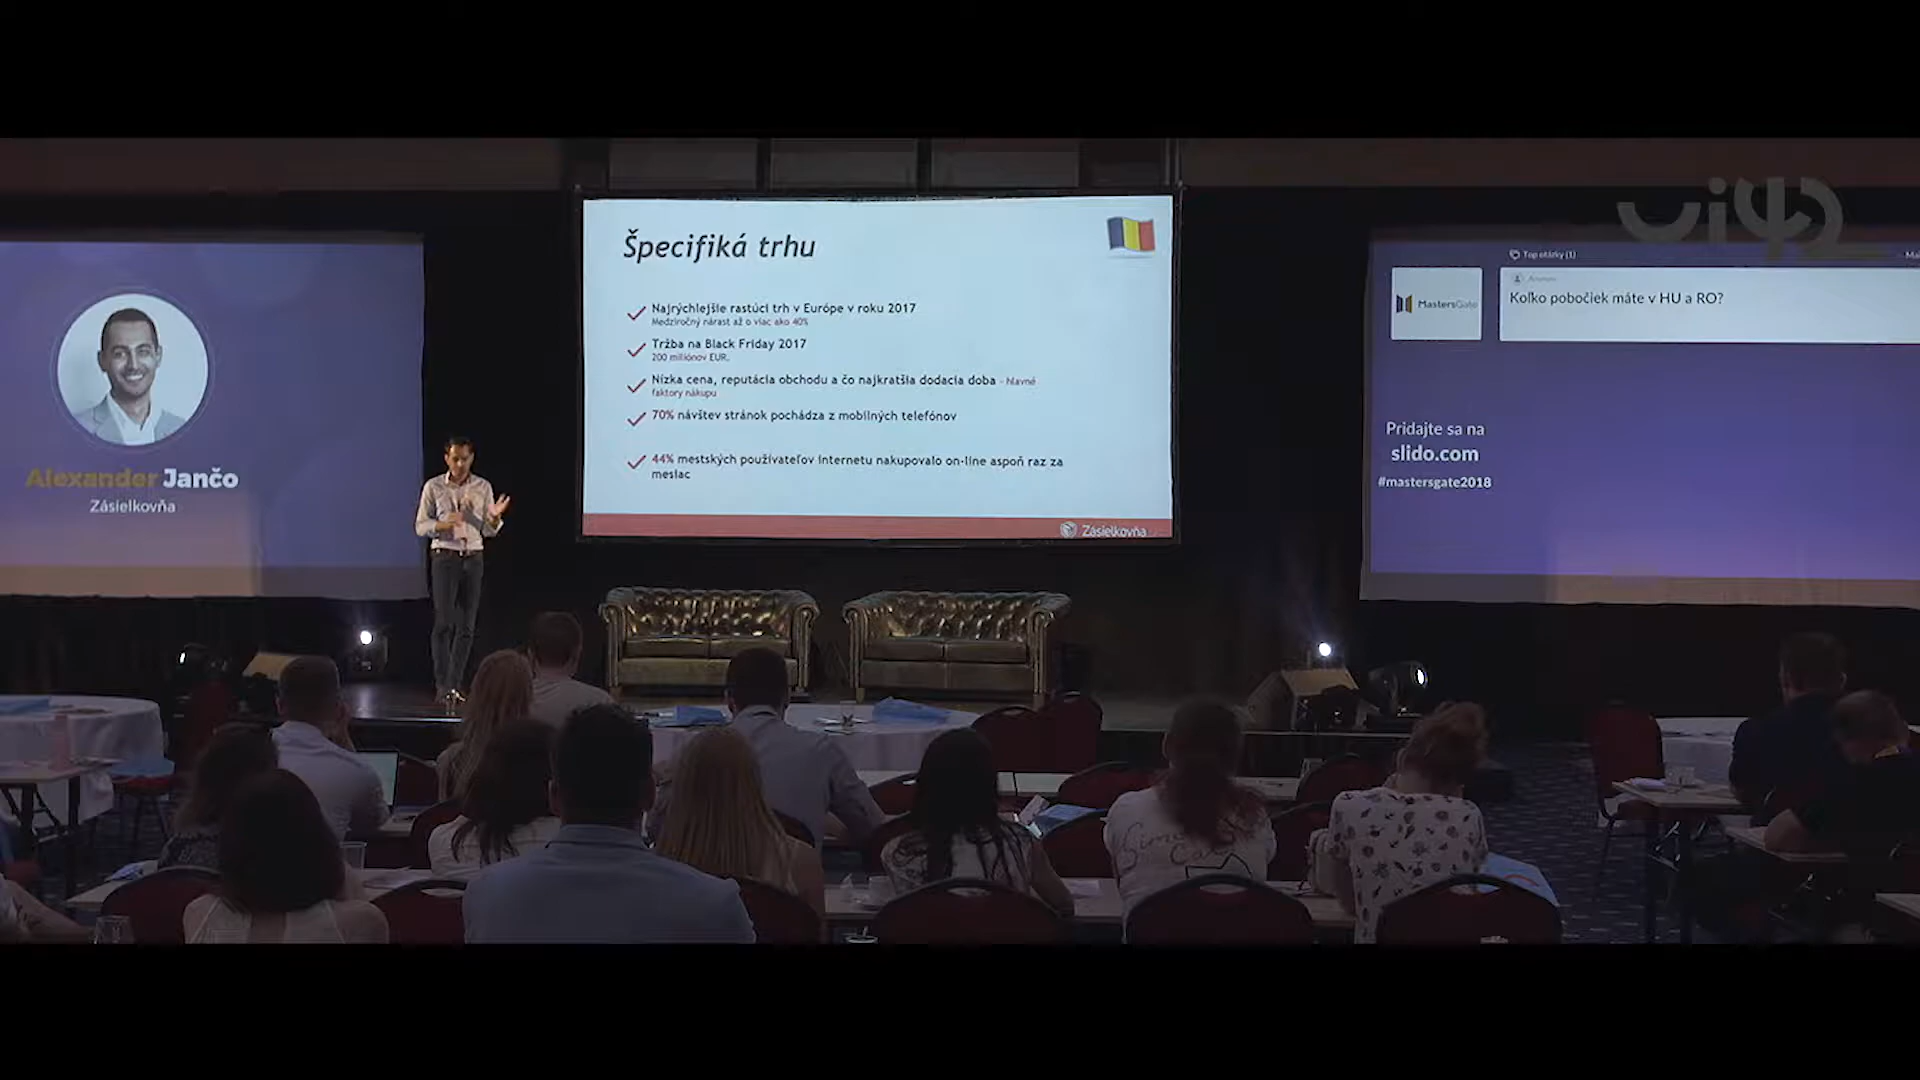 Alexander Jančo
Zásielkovňa
Špecifiká trhu
Najrýchlejšie rastúci trh v Európe v roku 2017
Medziročný nárast až o viac ako 40%
Tržba na Black Friday 2017
200 miliónov EUR.
Nízka cena, reputácia obchodu a čo najkratšia dodacia doba - hlavné
faktory nákupu
70% návštev stránok pochádza z mobilných telefónov
44% mestských používateľov internetu nakupovalo on-line aspoň raz za
mesiac
Zásielkovňa
Top otázky (1)
MastersGate
Koľko pobočiek máte v HU a RO?
Pridajte sa na
slido.com
#mastersgate2018